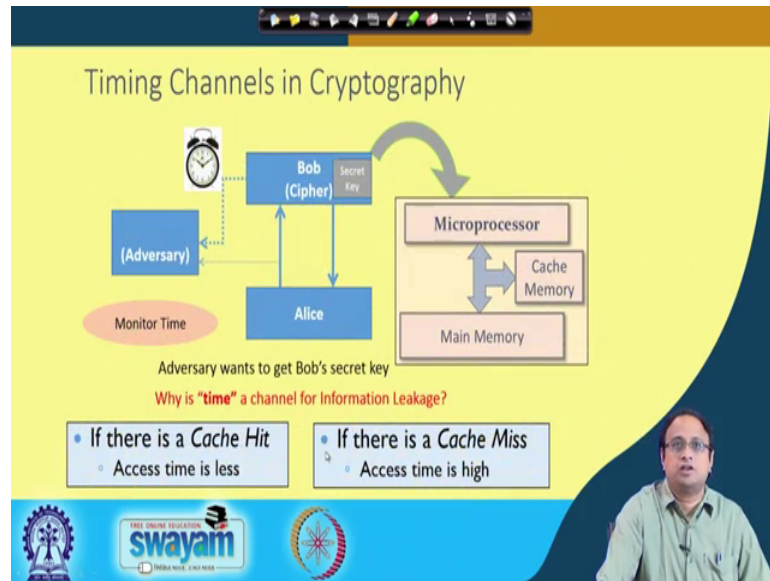 Timing Channels in Cryptography
Bob
(Cipher)
Secret
Key
(Adversary)
Monitor Time
Alice
Microprocessor
Cache
Memory
Main Memory
Adversary wants to get Bob's secret key
Why is "time" a channel for Information Leakage?
• If there is a Cache Hit
◦ Access time is less
• If there is a Cache Miss
◦ Access time is high
FREE ONLINE EDUCATION
swayam